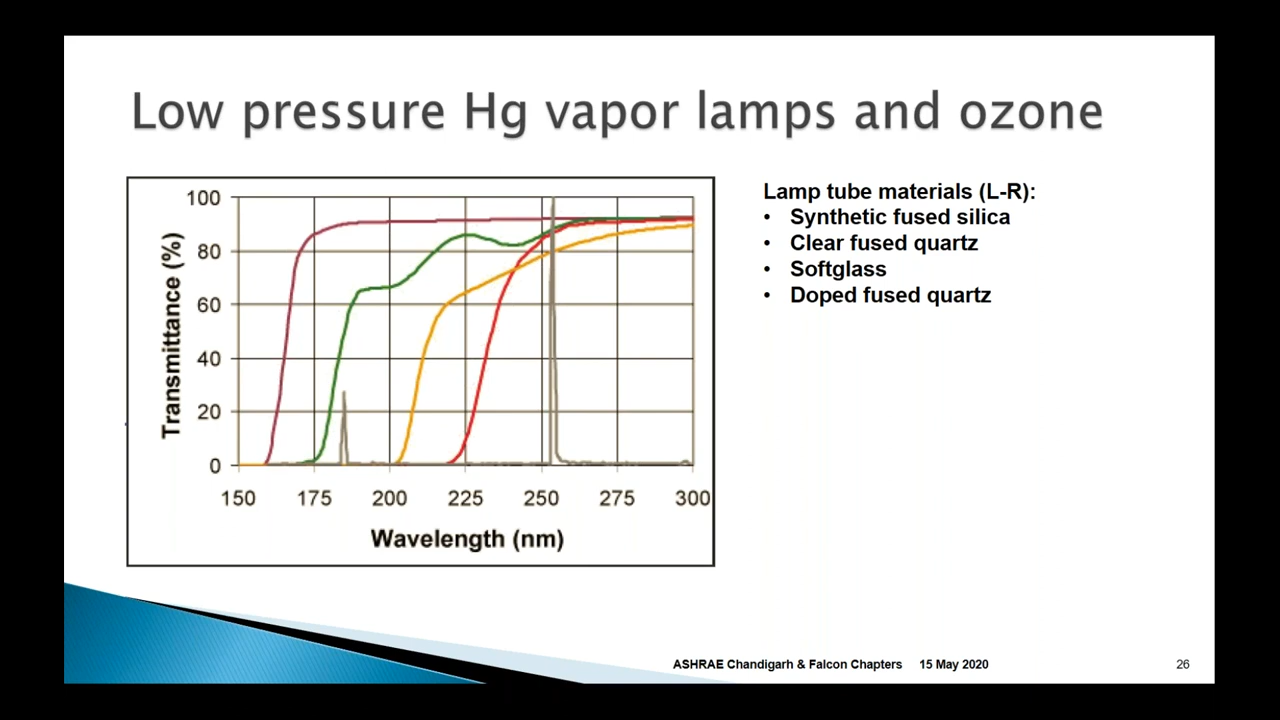 Low pressure Hg vapor lamps and ozone
Transmittance (%)
100
80
60
40
20
0
150 175 200 225 250 275 300
Wavelength (nm)
Lamp tube materials (L-R):
• Synthetic fused silica
• Clear fused quartz
• Softglass
• Doped fused quartz
ASHRAE Chandigarh & Falcon Chapters 15 May 2020 26